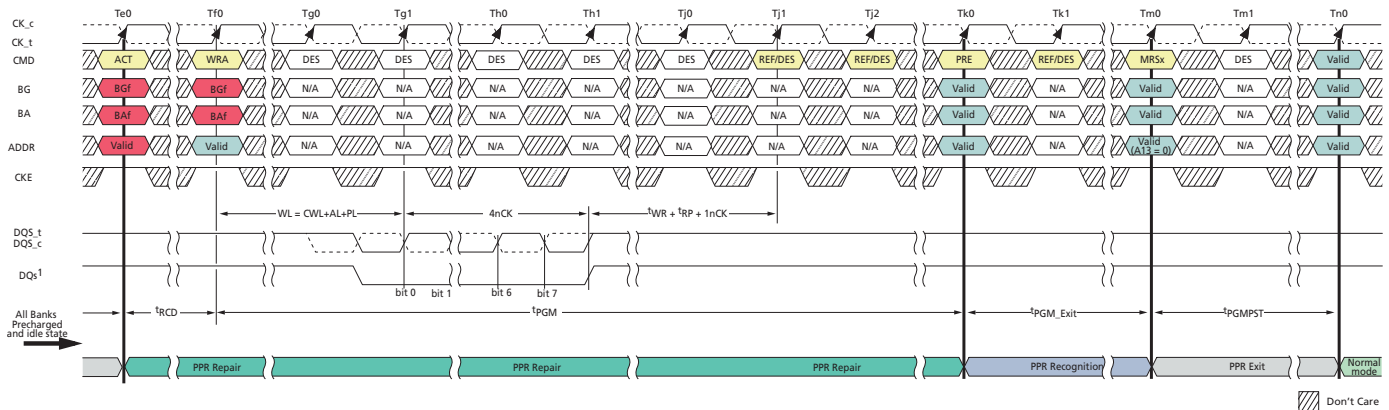 Te0 Tf0 Tg0 Tg1 Th0 Th1 Tj0 Tj1 Tj2 Tk0 Tk1 Tm0 Tm1 Tn0
CK_c
CK_t
CMD ACT WRA DES DES DES DES DES REF/DES REF/DES PRE REF/DES MRSx DES Valid
BG BGf BGf N/A N/A N/A N/A N/A N/A N/A Valid N/A Valid N/A Valid
BA BAf BAf N/A N/A N/A N/A N/A N/A N/A Valid N/A Valid N/A Valid
ADDR Valid Valid N/A N/A N/A N/A N/A N/A N/A Valid N/A Valid (A13 = 0) N/A Valid
CKE
WL = CWL+AL+PL 4nCK tWR + tRP + 1nCK
DQS_t
DQS_c
DQs1
bit 0 bit 1 bit 6 bit 7
All Banks
Precharged
and idle state
tRCD tPGM tPGM_Exit tPGMPST
PPR Repair PPR Repair PPR Repair PPR Recognition PPR Exit Normal mode
Don't Care